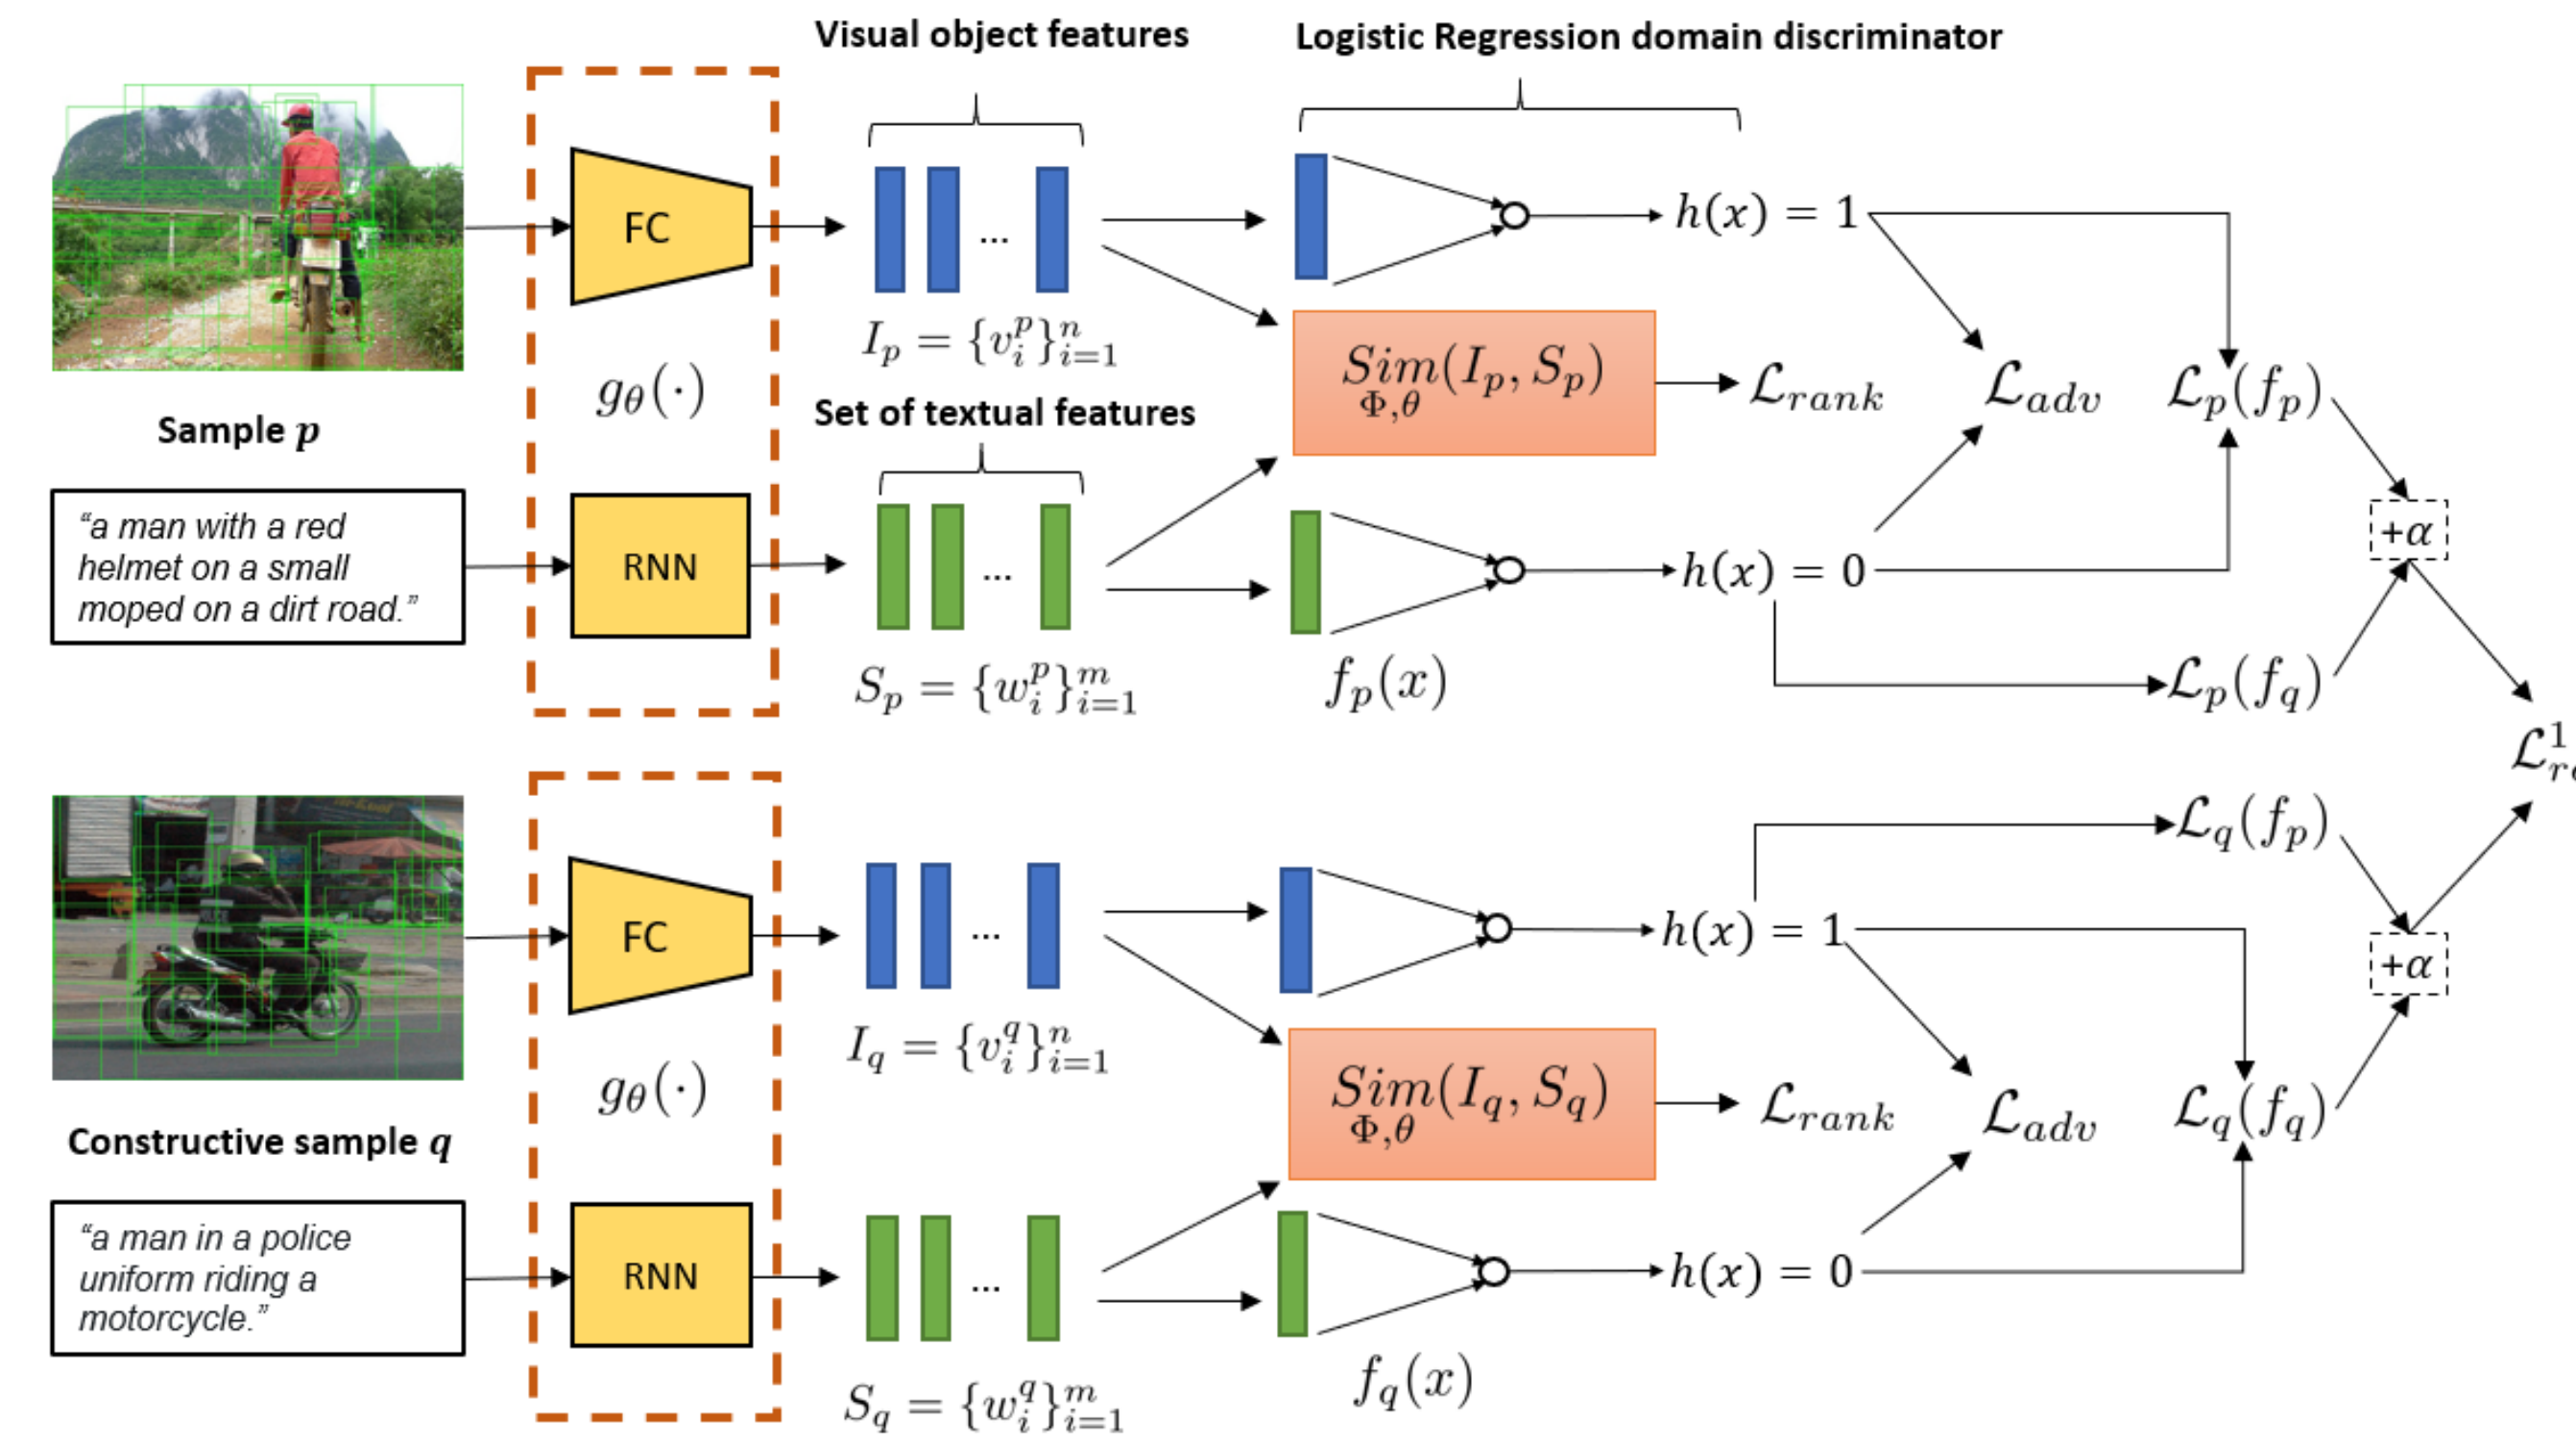 Visual object features
Logistic Regression domain discriminator
FC
...
h(x) = 1
I_p = {v_i^p}_{i=1}^n
g_θ(·)
Sim(I_p, S_p)
Φ,θ
ℒ_rank
ℒ_adv
ℒ_p(f_p)
Sample p
Set of textual features
"a man with a red
helmet on a small
moped on a dirt road."
RNN
...
h(x) = 0
+α
S_p = {w_i^p}_{i=1}^m
f_p(x)
ℒ_p(f_q)
ℒ_q(f_p)
FC
...
h(x) = 1
+α
I_q = {v_i^q}_{i=1}^n
g_θ(·)
Sim(I_q, S_q)
Φ,θ
ℒ_rank
ℒ_adv
ℒ_q(f_q)
Constructive sample q
"a man in a police
uniform riding a
motorcycle."
RNN
...
h(x) = 0
S_q = {w_i^q}_{i=1}^m
f_q(x)